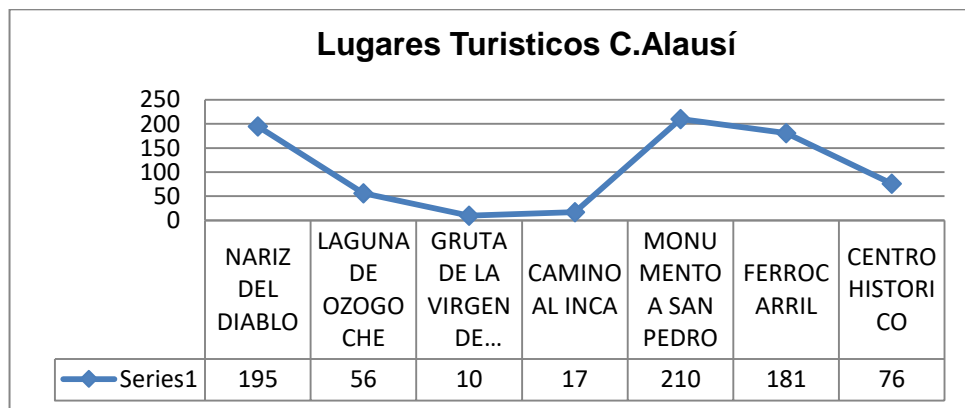 Lugares Turisticos C.Alausí
250
200
150
100
50
0
NARIZ
DEL
DIABLO
LAGUNA
DE
OZOGO
CHE
GRUTA
DE LA
VIRGEN
DE…
CAMINO
AL INCA
MONU
MENTO
A SAN
PEDRO
FERROC
ARRIL
CENTRO
HISTORI
CO
Series1 195 56 10 17 210 181 76